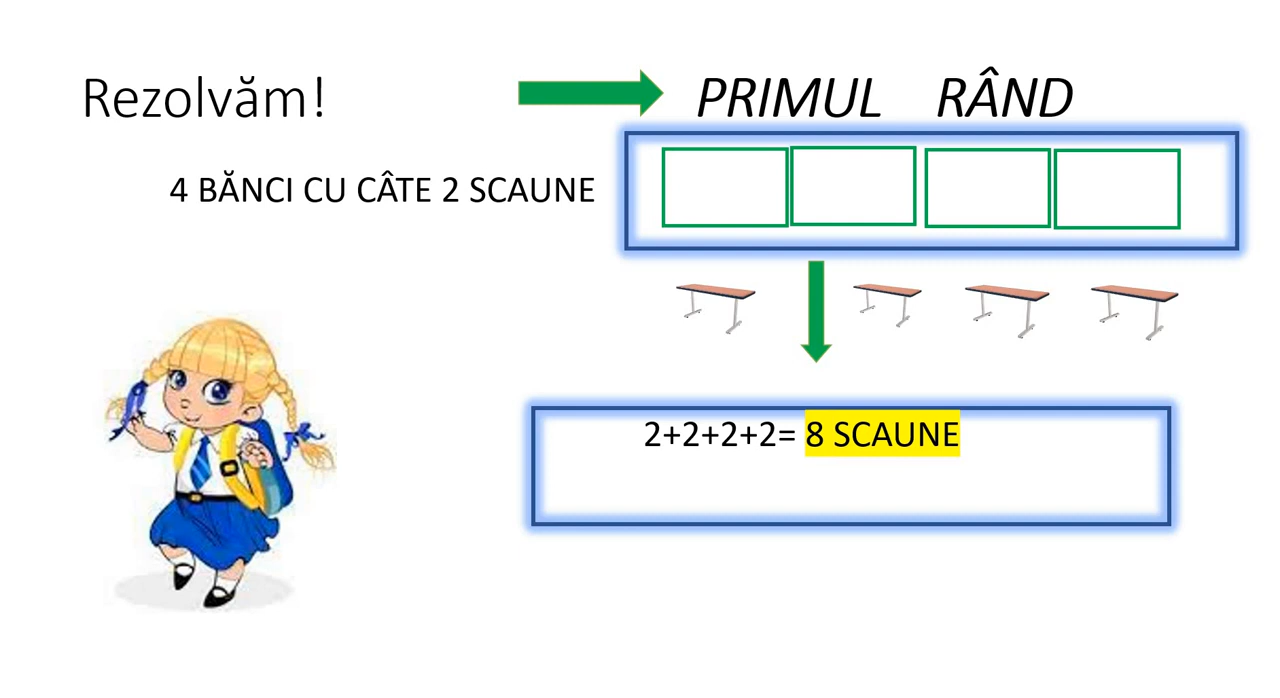 Rezolvăm!
PRIMUL RÂND
4 BĂNCI CU CÂTE 2 SCAUNE
2+2+2+2= 8 SCAUNE